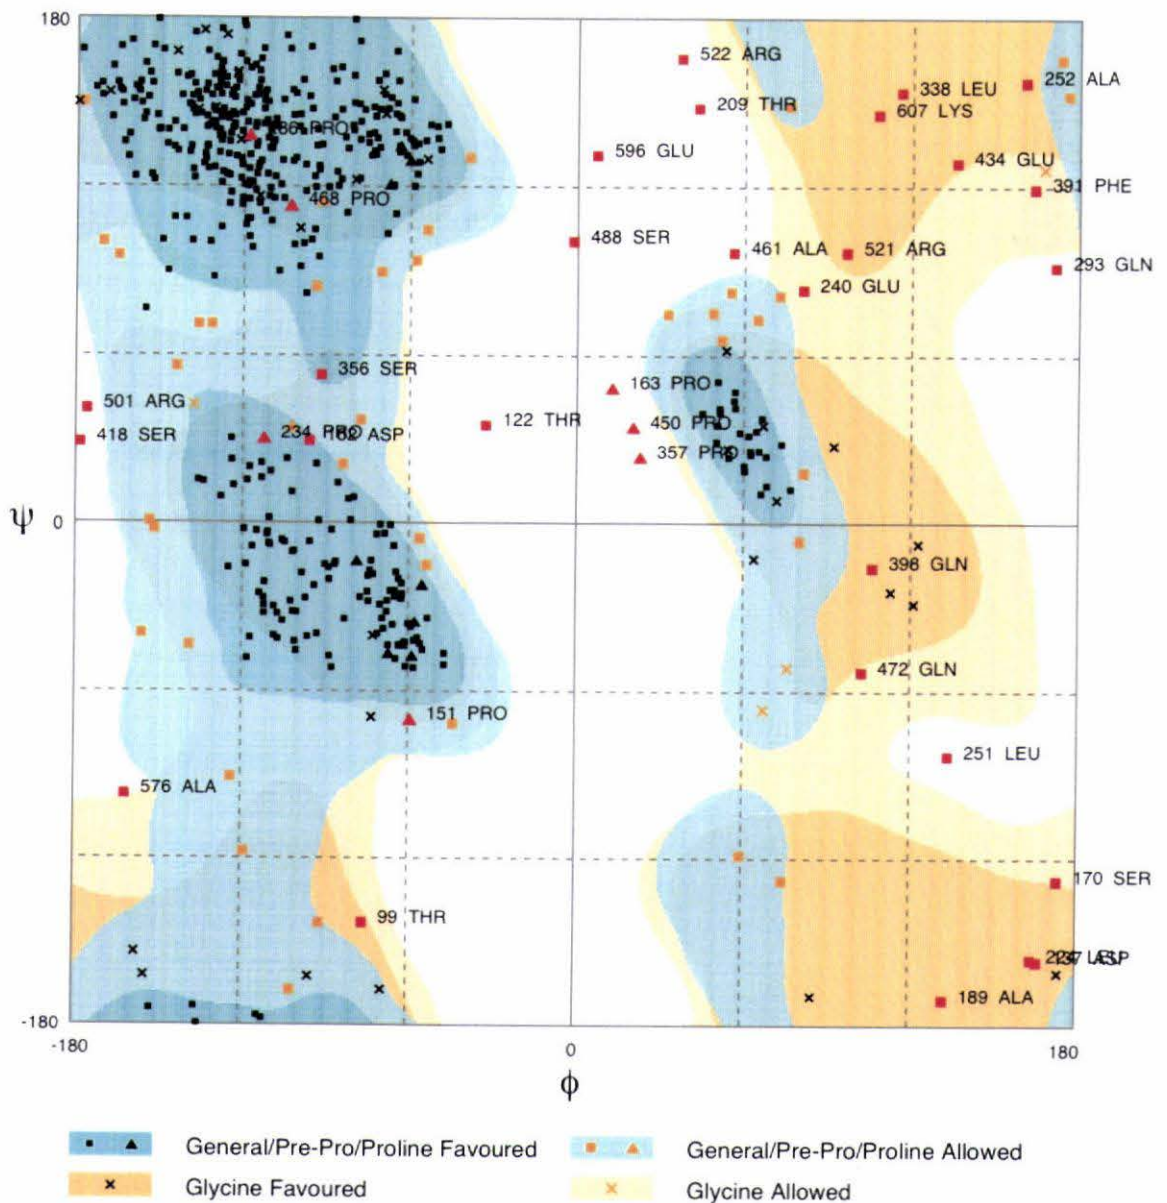 180
522 ARG
252 ALA
338 LEU
209 THR
607 LYS
596 GLU
434 GLU
391 PHE
468 PRO
488 SER
461 ALA
521 ARG
293 GLN
240 GLU
356 SER
163 PRO
501 ARG
122 THR
450 PRO
418 SER
234 PRO
ASP
357 PRO
ψ
0
398 GLN
472 GLN
151 PRO
251 LEU
576 ALA
170 SER
99 THR
189 ALA
-180
-180
0
180
ϕ
General/Pre-Pro/Proline Favoured
General/Pre-Pro/Proline Allowed
Glycine Favoured
Glycine Allowed